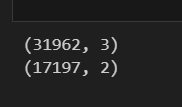 (31962, 3)
(17197, 2)